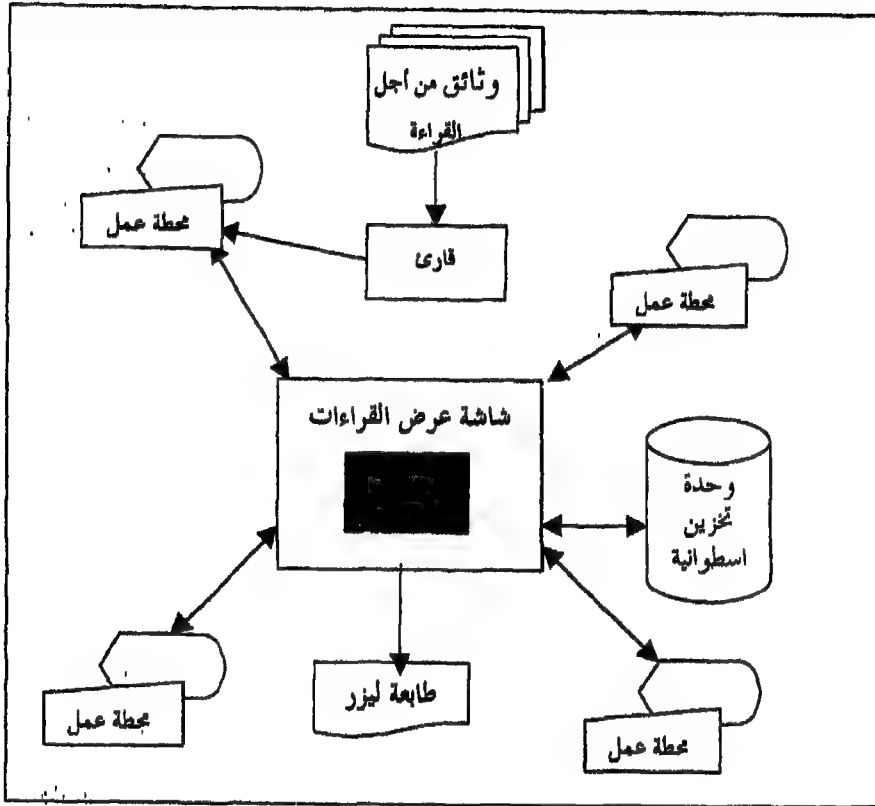 وثائق من أجل
القراءة
محطة عمل
قارئ
محطة عمل
شاشة عرض القراءات
وحدة
تخزين
اسطوانية
محطة عمل
طابعة ليزر
محطة عمل